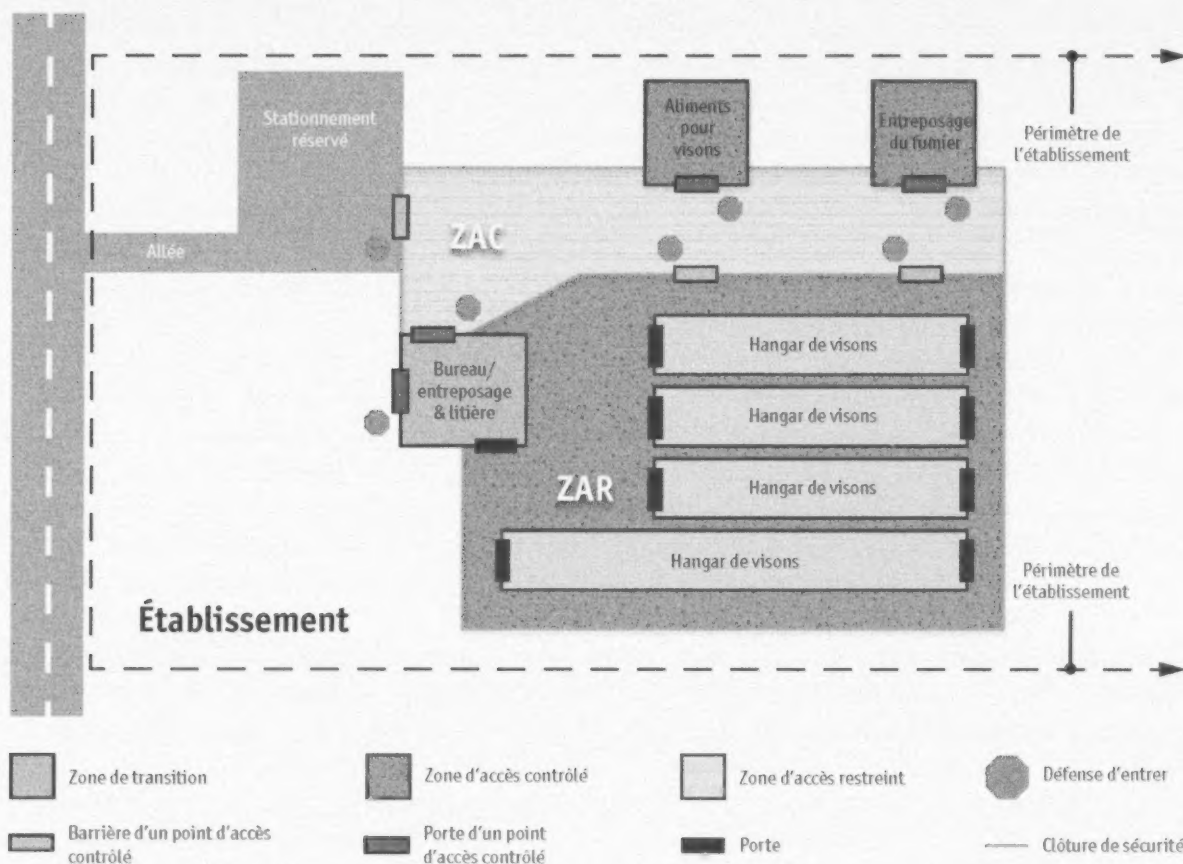 Stationnement
réservé
Aliments
pour
visons
Entreposage
du fumier
Périmètre de
l'établissement
Allée
ZAC
Hangar de visons
Bureau/
entreposage
& litière
Hangar de visons
Hangar de visons
ZAR
Hangar de visons
Périmètre de
l'établissement
Établissement
Zone de transition
Zone d'accès contrôlé
Zone d'accès restreint
Défense d'entrer
Barrière d'un point d'accès
contrôlé
Porte d'un point
d'accès contrôlé
Porte
Clôture de sécurité